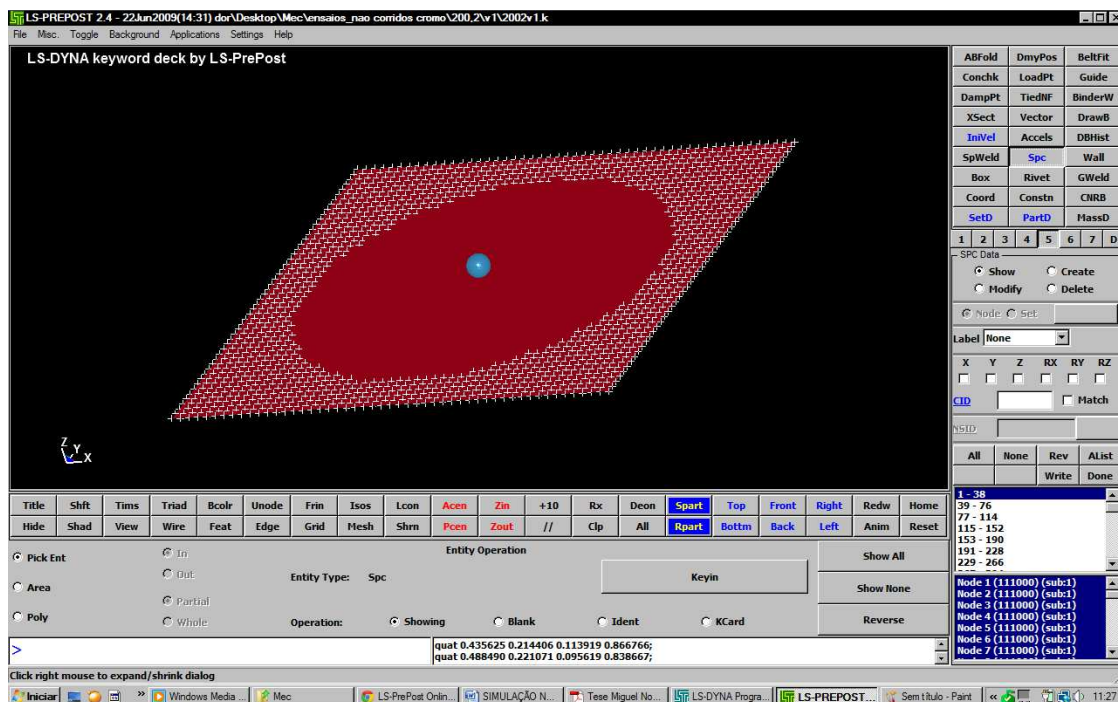 LS-PREPOST 2.4 - 22Jun2009(14:31) dor\Desktop\Mec\ensaios_nao corridos cromo\200,2\v1\2002v1.k
File Misc. Toggle Background Applications Settings Help
LS-DYNA keyword deck by LS-PrePost
Z Y X
ABFold DmyPos BeltFit
Conchk LoadPt Guide
DampPt TiedNF BinderW
XSect Vector DrawB
IniVel Accels DBHist
SpWeld Spc Wall
Box Rivet GWeld
Coord Constn CNRB
SetD PartD MassD
1 2 3 4 5 6 7 D
SPC Data
Show Create
Modify Delete
Node Set
Label None
X Y Z RX RY RZ
CID Match
NSID
All None Rev AList
Write Done
1 - 38
39 - 76
77 - 114
115 - 152
153 - 190
191 - 228
229 - 266
Node 1 (111000) (sub:1)
Node 2 (111000) (sub:1)
Node 3 (111000) (sub:1)
Node 4 (111000) (sub:1)
Node 5 (111000) (sub:1)
Node 6 (111000) (sub:1)
Node 7 (111000) (sub:1)
Title Shft Tims Triad Bcolr Unode Frin Isos Lcon Acen Zin +10 Rx Deon Spart Top Front Right Redw Home
Hide Shad View Wire Feat Edge Grid Mesh Shrn Pcen Zout // Clp All Rpart Bottm Back Left Anim Reset
Pick Ent In Entity Operation Show All
Area Out Entity Type: Spc Keyin Show None
Partial
Poly Whole Operation: Showing Blank Ident KCard Reverse
> quat 0.435625 0.214406 0.113919 0.866766;
quat 0.488490 0.221071 0.095619 0.838667;
Click right mouse to expand/shrink dialog
Iniciar » Windows Media ... Mec LS-PrePost Onlin... SIMULAÇÃO N... Tese Miguel No... LS-DYNA Progra... LS-PREPOST... Sem título - Paint « 11:27